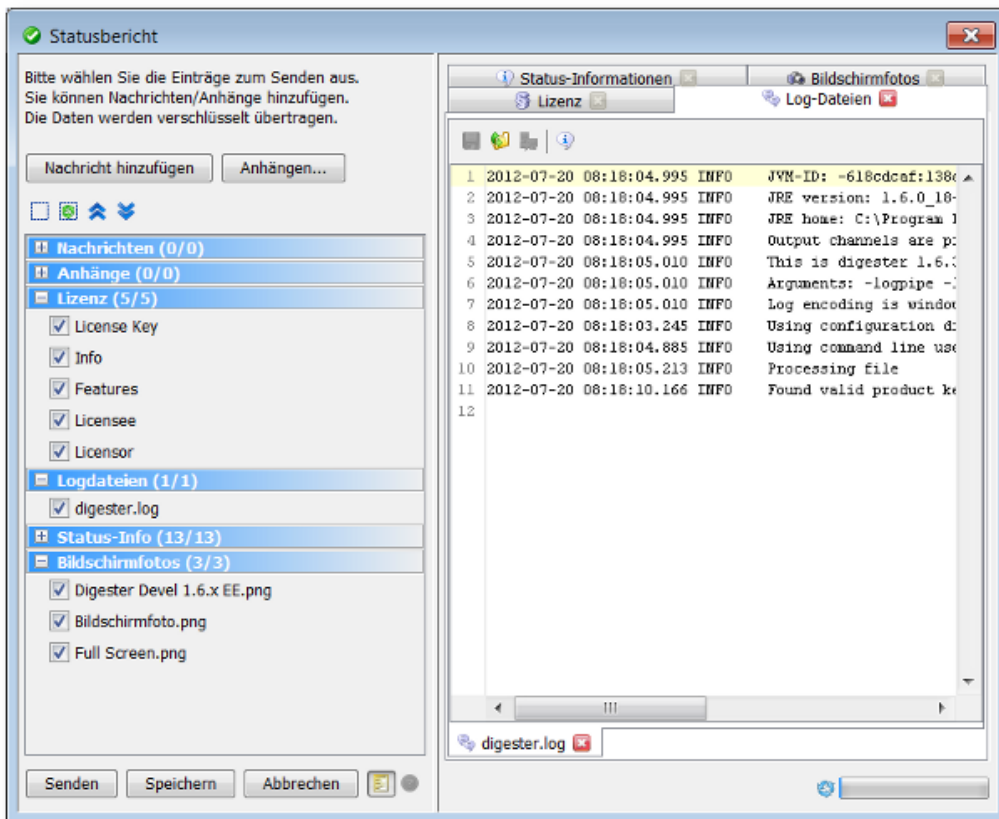 Statusbericht
Bitte wählen Sie die Einträge zum Senden aus.
Sie können Nachrichten/Anhänge hinzufügen.
Die Daten werden verschlüsselt übertragen.
Nachricht hinzufügen
Anhängen...
Nachrichten (0/0)
Anhänge (0/0)
Lizenz (5/5)
License Key
Info
Features
Licensee
Licensor
Logdateien (1/1)
digester.log
Status-Info (13/13)
Bildschirmfotos (3/3)
Digester Devel 1.6.x EE.png
Bildschirmfoto.png
Full Screen.png
Senden
Speichern
Abbrechen
Status-Informationen
Bildschirmfotos
Lizenz
Log-Dateien
1 2012-07-20 08:18:04.995 INFO JVM-ID: -618cdcaf:138
2 2012-07-20 08:18:04.995 INFO JRE version: 1.6.0_18-
3 2012-07-20 08:18:04.995 INFO JRE home: C:\Program
4 2012-07-20 08:18:04.995 INFO Output channels are
5 2012-07-20 08:18:05.010 INFO This is digester 1.6.
6 2012-07-20 08:18:05.010 INFO Arguments: -logpipe
7 2012-07-20 08:18:05.010 INFO Log encoding is
8 2012-07-20 08:18:03.245 INFO Using configuration
9 2012-07-20 08:18:04.885 INFO Using command line use
10 2012-07-20 08:18:05.213 INFO Processing file
11 2012-07-20 08:18:10.166 INFO Found valid product
12
digester.log